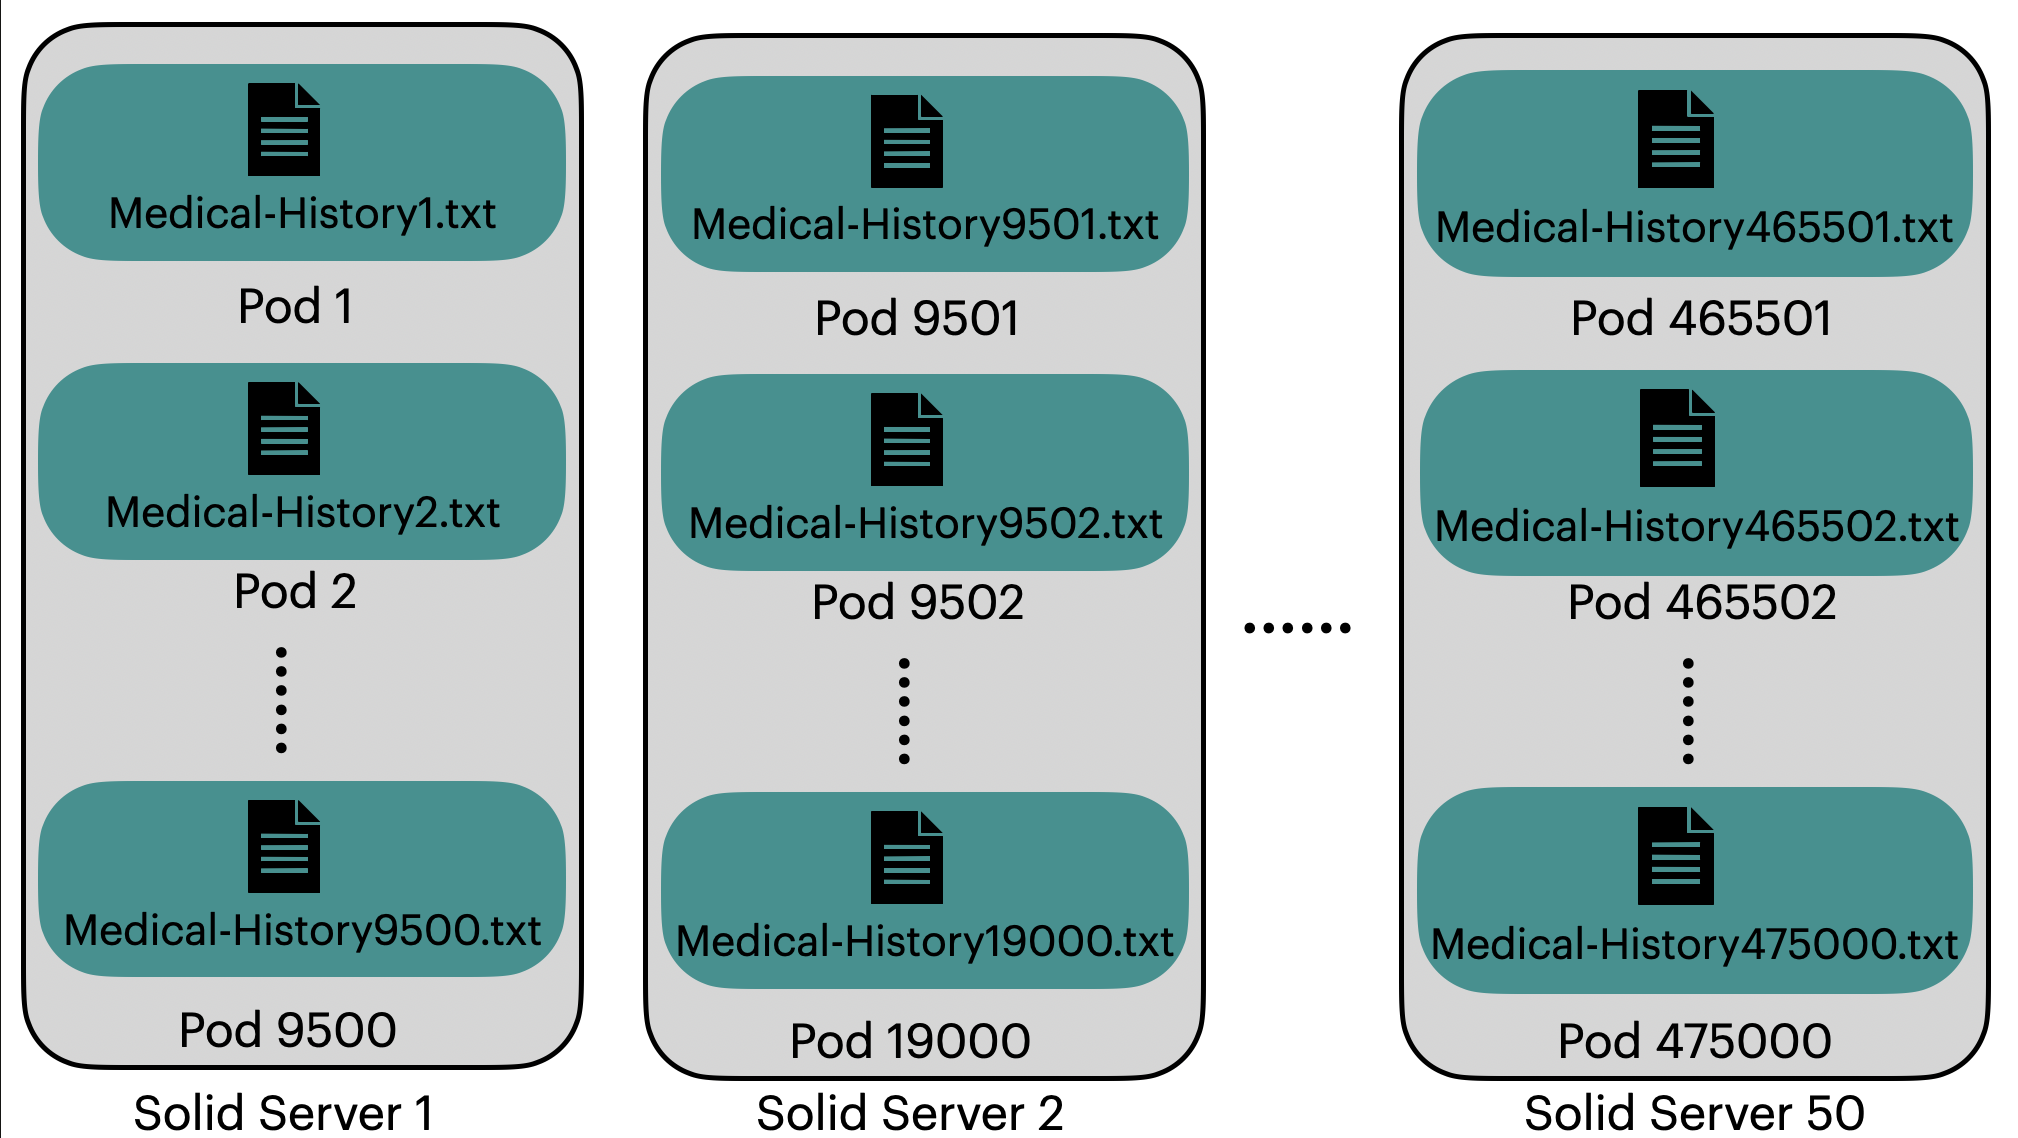 Medical-History1.txt
Pod 1
Medical-History2.txt
Pod 2
Medical-History9500.txt
Pod 9500
Solid Server 1
Medical-History9501.txt
Pod 9501
Medical-History9502.txt
Pod 9502
Medical-History19000.txt
Pod 19000
Solid Server 2
......
Medical-History465501.txt
Pod 465501
Medical-History465502.txt
Pod 465502
Medical-History475000.txt
Pod 475000
Solid Server 50